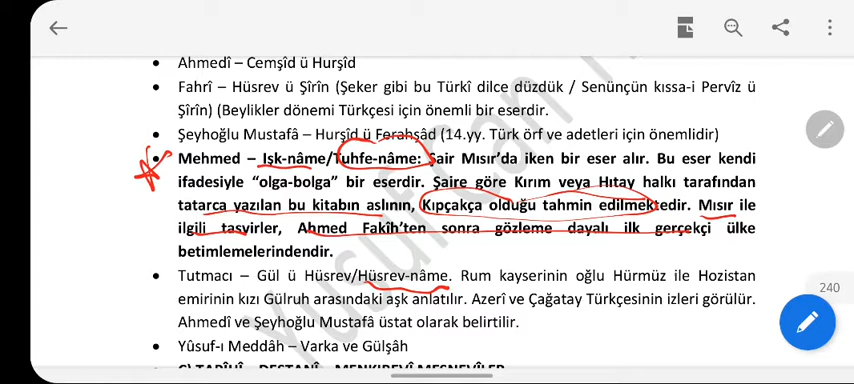 • Ahmedî – Cemşîd ü Hurşîd
• Fahrî – Hüsrev ü Şîrîn (Şeker gibi bu Türkî dilce düzdük / Senünçün kıssa-i Pervîz ü
Şîrîn) (Beylikler dönemi Türkçesi için önemli bir eserdir.
• Şeyhoğlu Mustafâ – Hurşîd ü Ferahşâd (14.yy. Türk örf ve adetleri için önemlidir)
• Mehmed – Işk-nâme/Tuhfe-nâme: Şair Mısır’da iken bir eser alır. Bu eser kendi
ifadesiyle “olga-bolga” bir eserdir. Şaire göre Kırım veya Hıtay halkı tarafından
tatarca yazılan bu kitabın aslının, Kıpçakça olduğu tahmin edilmektedir. Mısır ile
ilgili tasvirler, Ahmed Fakîh’ten sonra gözleme dayalı ilk gerçekçi ülke
betimlemelerindendir.
• Tutmacı – Gül ü Hüsrev/Hüsrev-nâme. Rum kayserinin oğlu Hürmüz ile Hozistan
emirinin kızı Gülruh arasındaki aşk anlatılır. Azerî ve Çağatay Türkçesinin izleri görülür.
Ahmedî ve Şeyhoğlu Mustafâ üstat olarak belirtilir.
• Yûsuf-ı Meddâh – Varka ve Gülşâh
C) TARÎHÎ – DESTANÎ – MENKIBEVÎ MESNEVÎLER
240
Yusuf Can